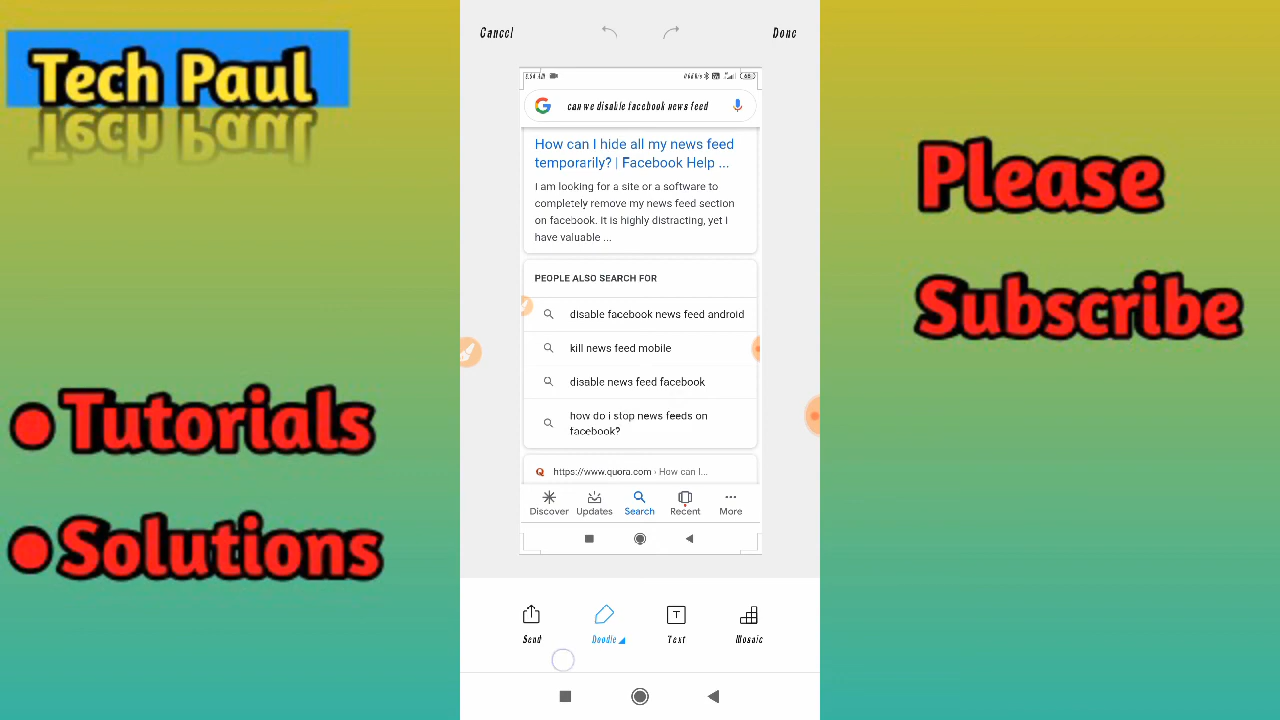 Tech Paul
Tutorials
Solutions
Cancel
Done
can we disable facebook news feed
How can I hide all my news feed
temporarily? | Facebook Help ...
I am looking for a site or a software to
completely remove my news feed section
on facebook. It is highly distracting, yet I
have valuable ...
PEOPLE ALSO SEARCH FOR
disable facebook news feed android
kill news feed mobile
disable news feed facebook
how do i stop news feeds on
facebook?
https://www.quora.com › How can I...
Discover Updates Search Recent More
Send Doodle Text Mosaic
Please
Subscribe